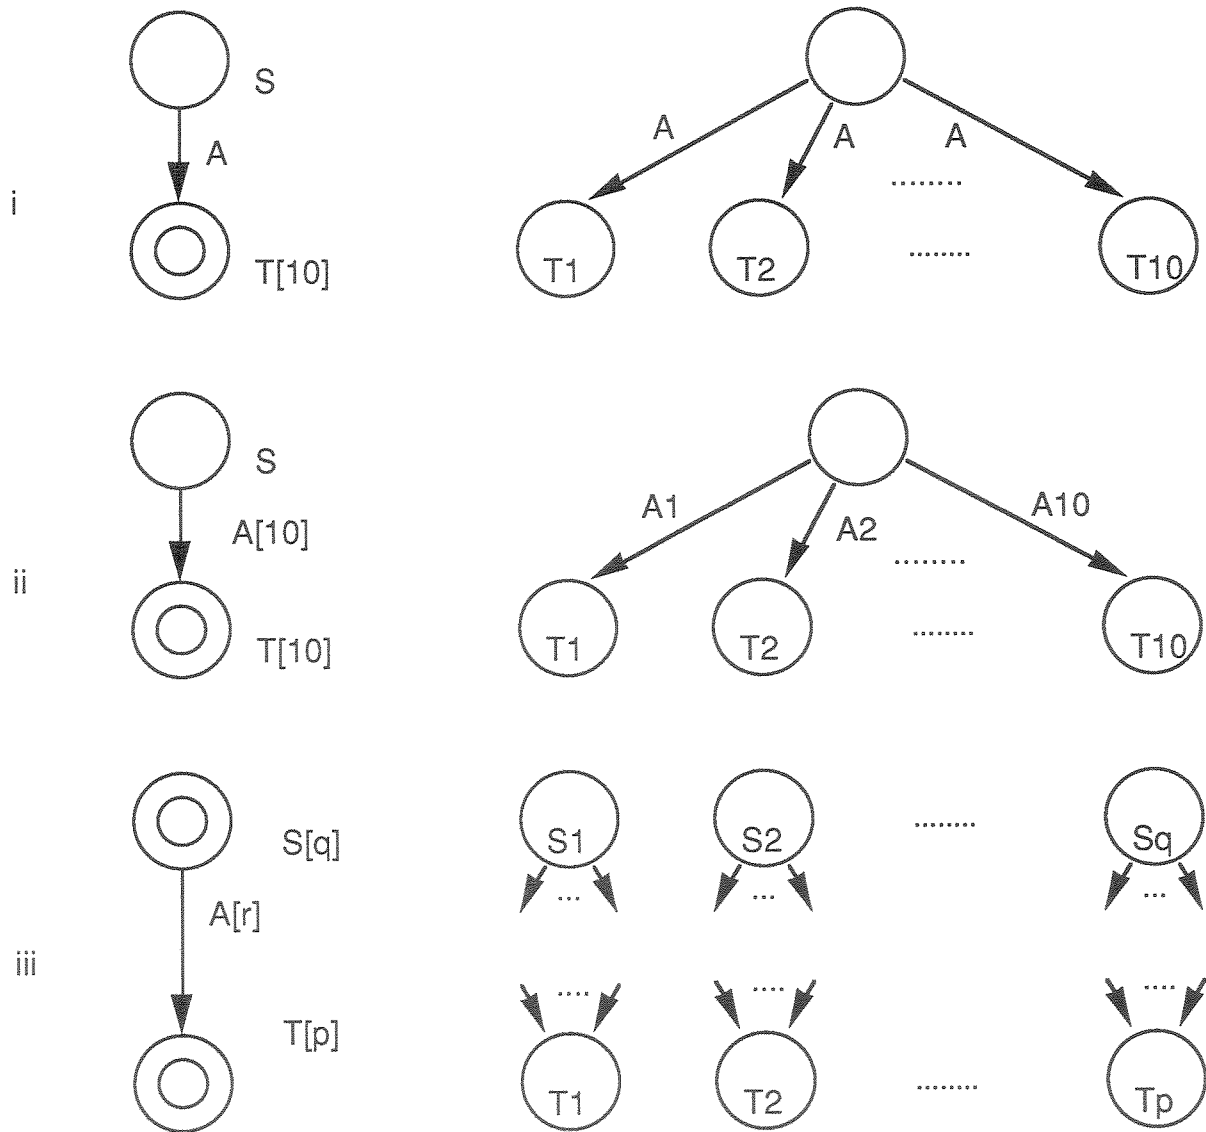 S
A
A
A
A
i
T[10]
T1
T2
........
........
T10
S
A[10]
A1
A2
A10
ii
T[10]
T1
T2
........
........
T10
S[q]
S1
S2
........
Sq
... ... ...
A[r]
iii
T[p]
.... .... ....
T1
T2
........
Tp